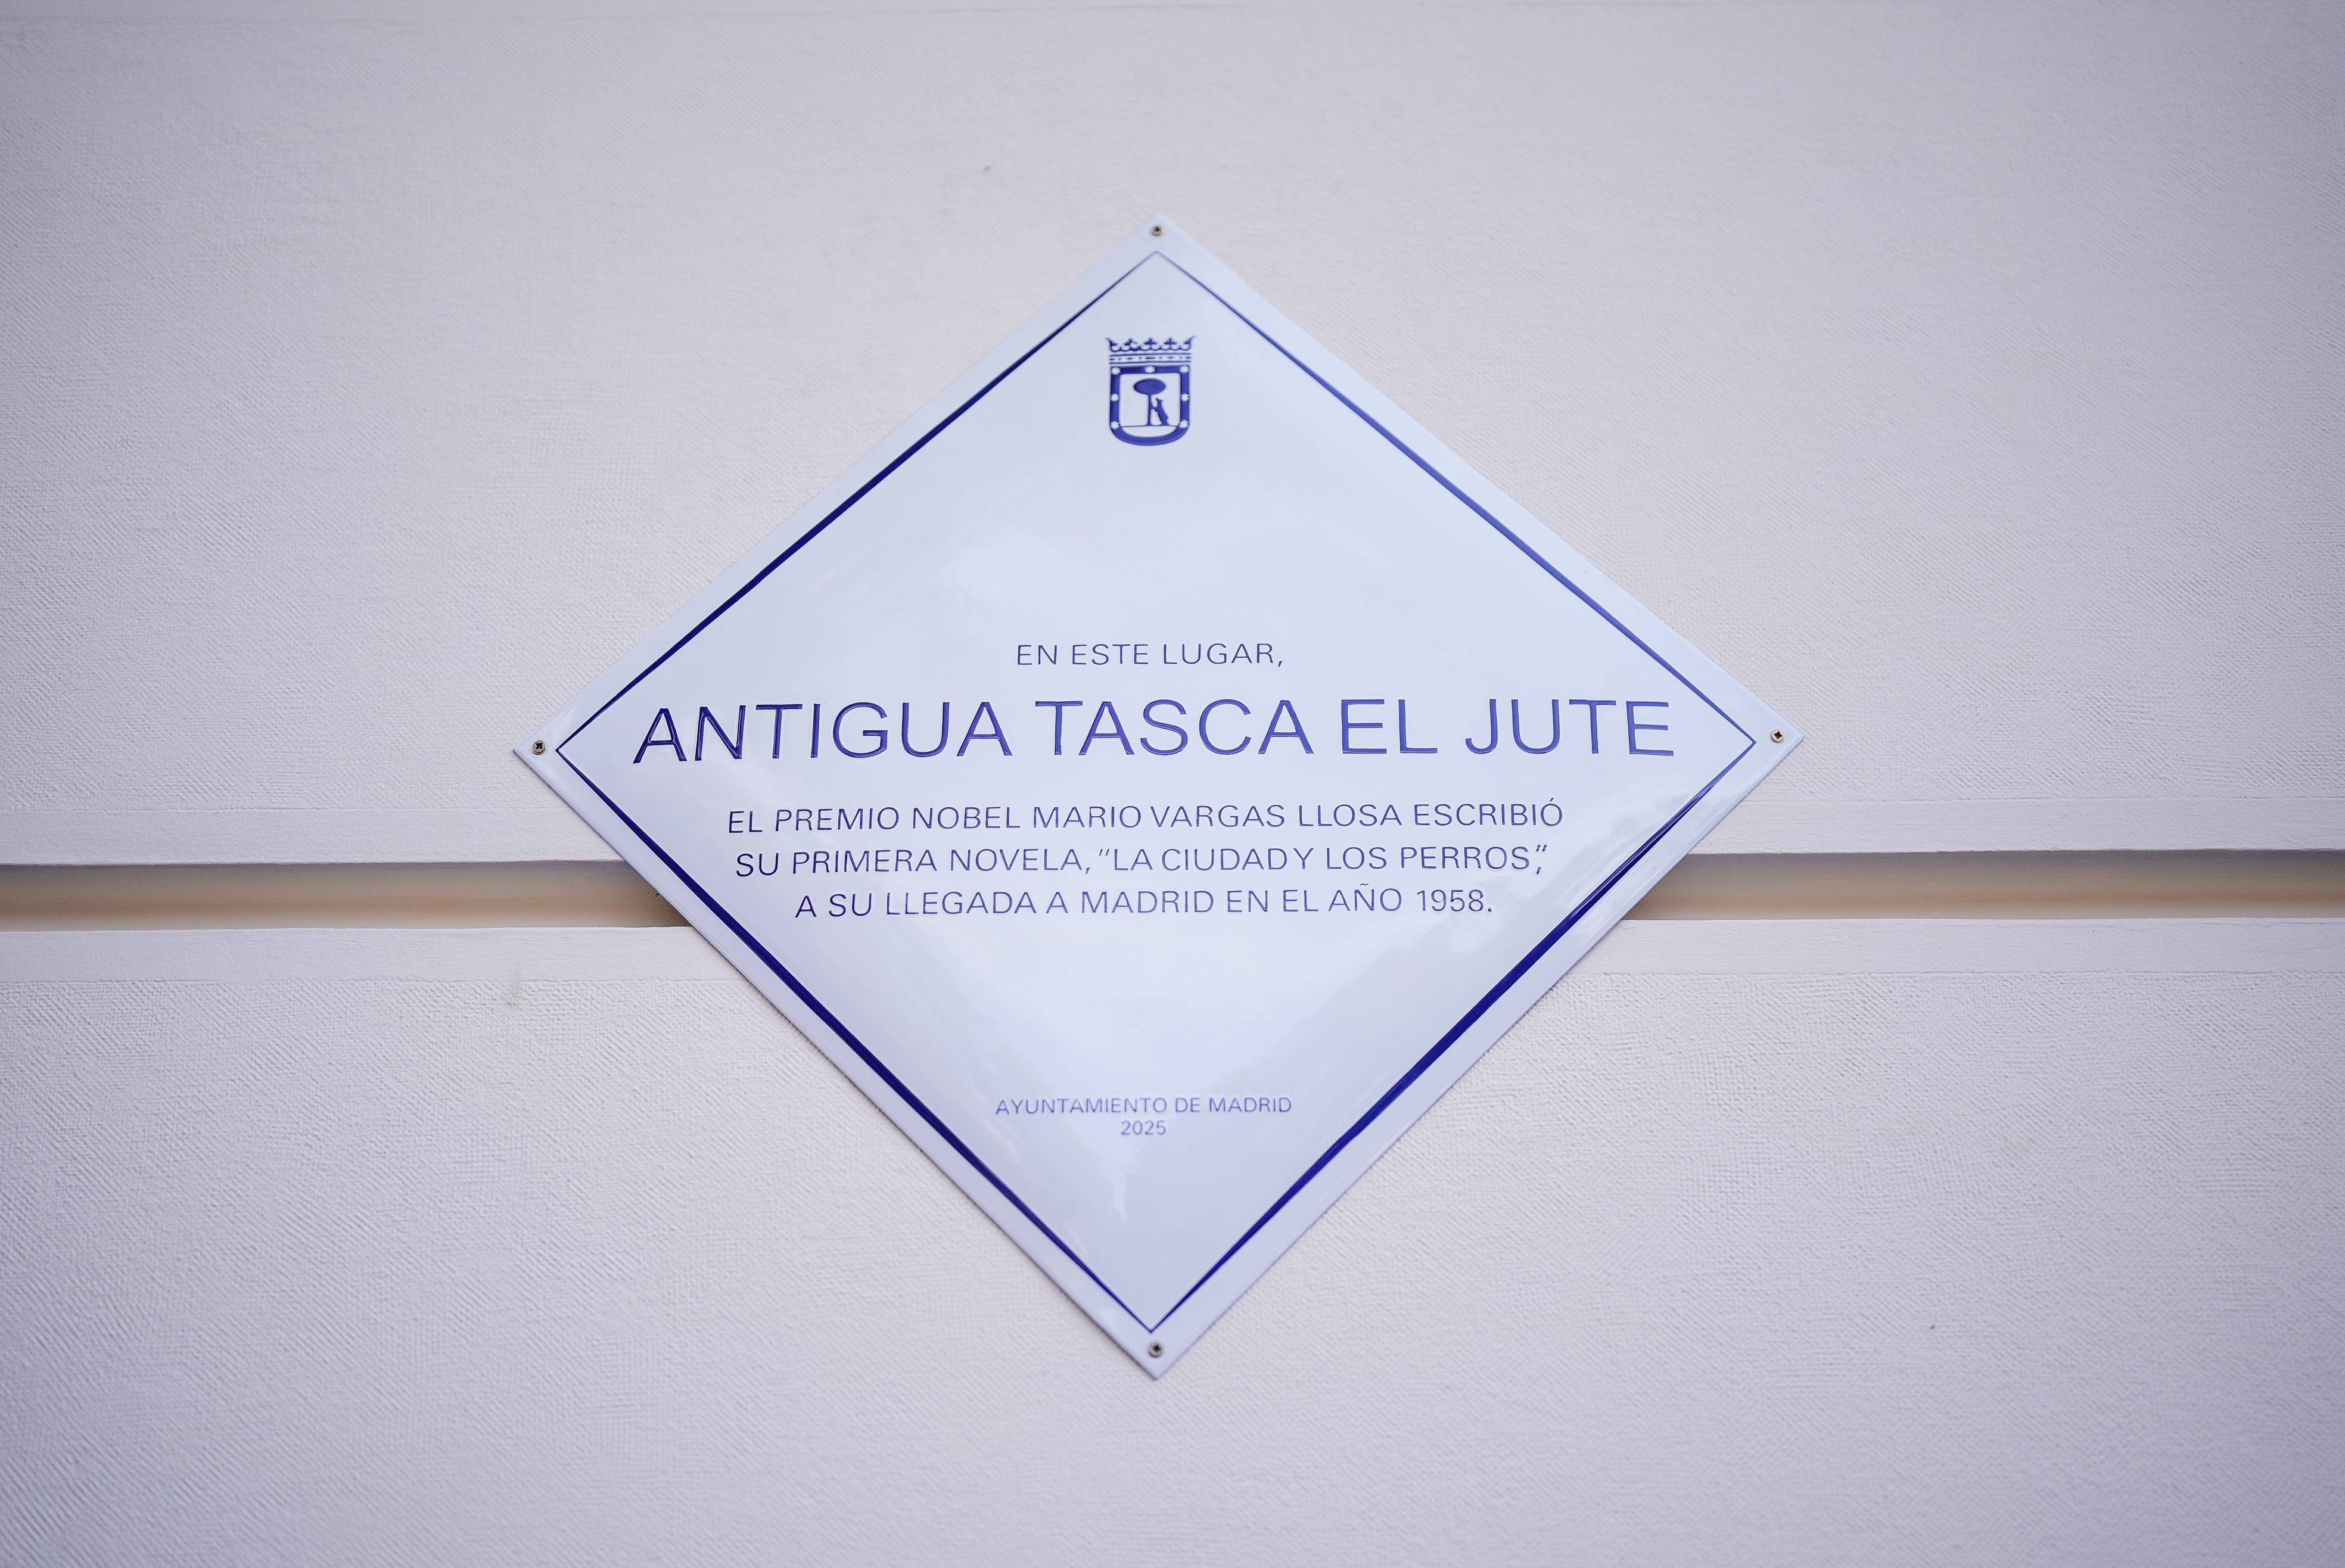 EN ESTE LUGAR,
ANTIGUA TASCA EL JUTE
EL PREMIO NOBEL MARIO VARGAS LLOSA ESCRIBIÓ
SU PRIMERA NOVELA, "LA CIUDAD Y LOS PERROS",
A SU LLEGADA A MADRID EN EL AÑO 1958.
AYUNTAMIENTO DE MADRID
2025